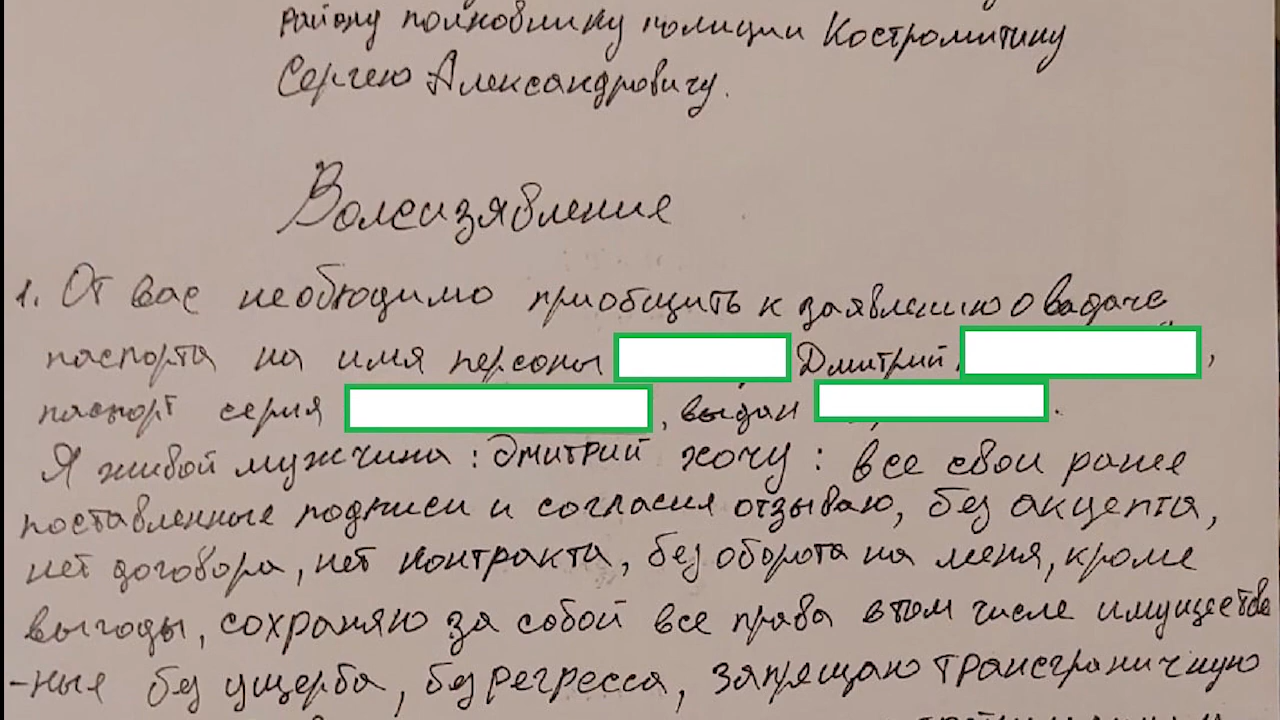 району полковнику полиции Костромитину
Сергею Александровичу.
Волеизявление
1. От вас необходимо приобщить к заявлению о выдаче
паспорта на имя персоны Дмитрий ,
паспорт серия , выдан .
Я живой мужчина : Дмитрий хочу : все свои ранее
поставленные подписи и согласия отзываю, без акцепта,
нет договора, нет контракта, без оборота на меня, кроме
выгоды, сохраняю за собой все права в том числе имуществе
-ные без ущерба, без регресса, запрещаю трансграничную